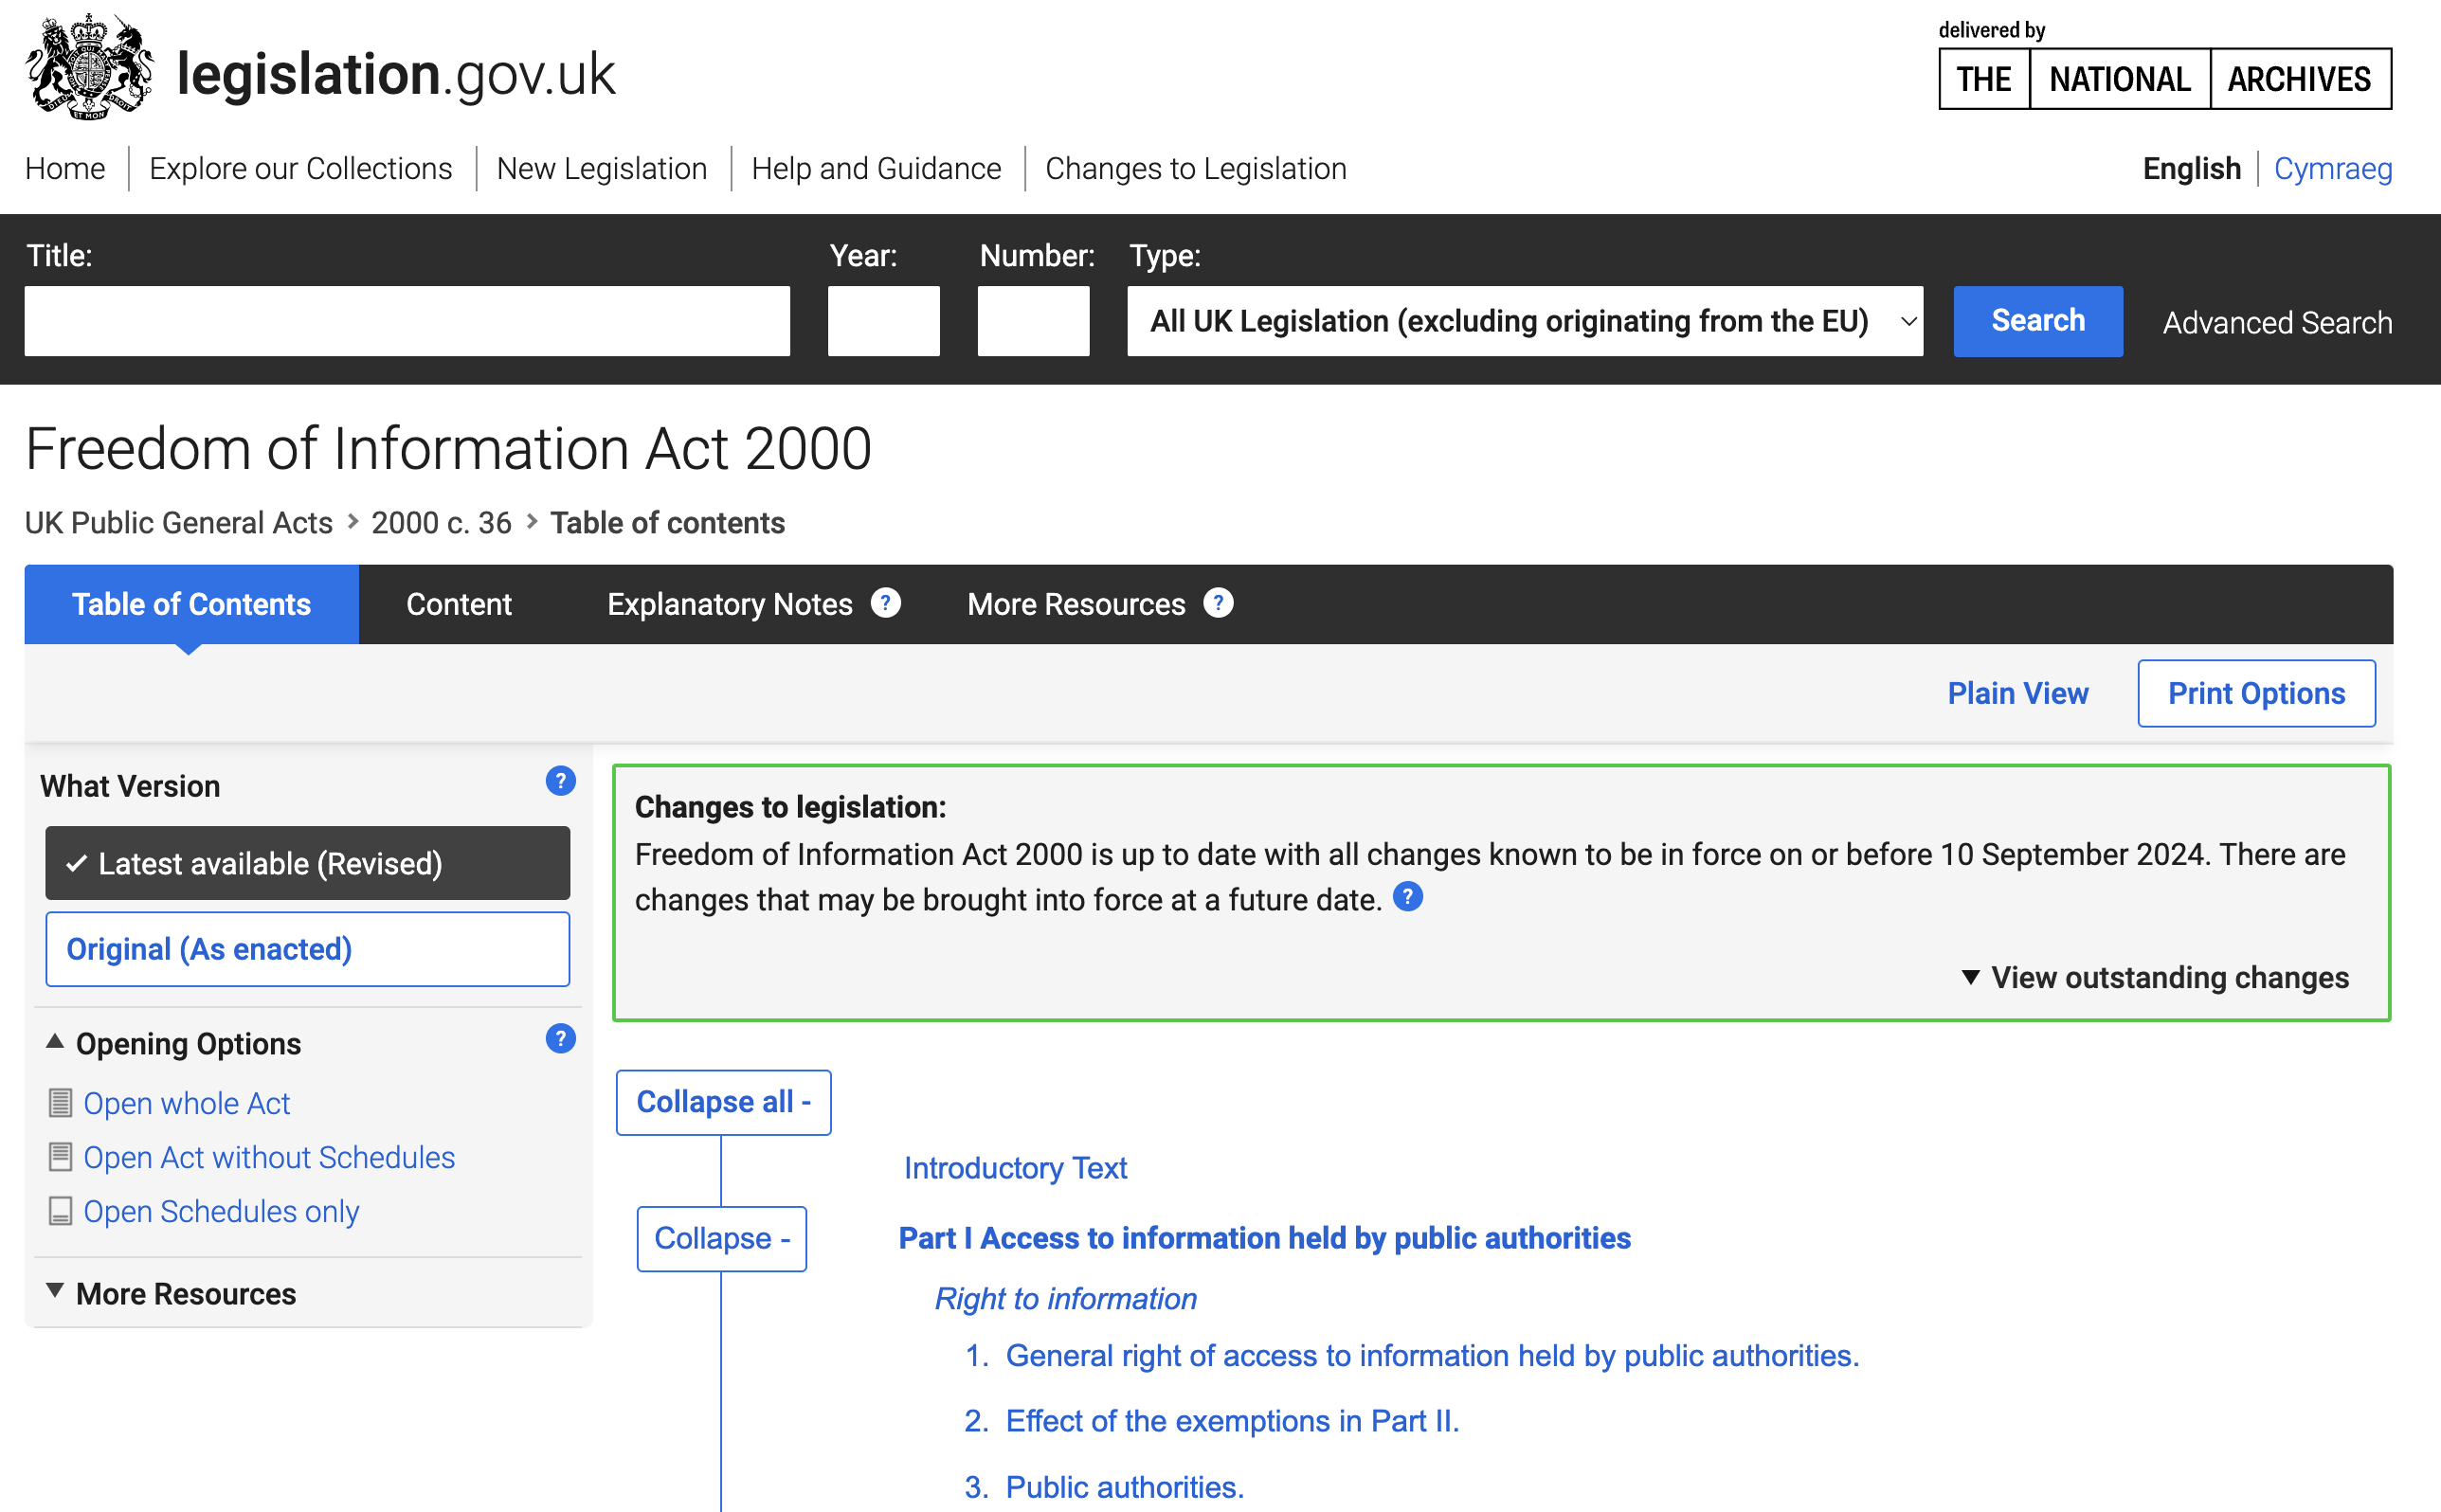 legislation.gov.uk
delivered by
THE NATIONAL ARCHIVES
Home
Explore our Collections
New Legislation
Help and Guidance
Changes to Legislation
English
Cymraeg
Title:
Year:
Number:
Type:
All UK Legislation (excluding originating from the EU)
Search
Advanced Search
Freedom of Information Act 2000
UK Public General Acts > 2000 c. 36 > Table of contents
Table of Contents
Content
Explanatory Notes ?
More Resources ?
Plain View
Print Options
What Version ?
Latest available (Revised)
Original (As enacted)
Opening Options ?
Open whole Act
Open Act without Schedules
Open Schedules only
More Resources
Changes to legislation:
Freedom of Information Act 2000 is up to date with all changes known to be in force on or before 10 September 2024. There are
changes that may be brought into force at a future date. ?
View outstanding changes
Collapse all -
Introductory Text
Collapse -
Part I Access to information held by public authorities
Right to information
1. General right of access to information held by public authorities.
2. Effect of the exemptions in Part II.
3. Public authorities.